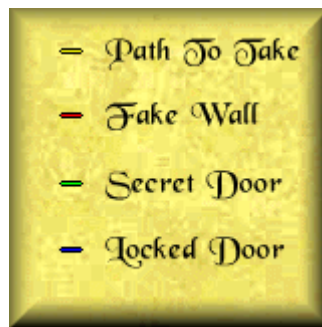 Path To Take
Fake Wall
Secret Door
Locked Door